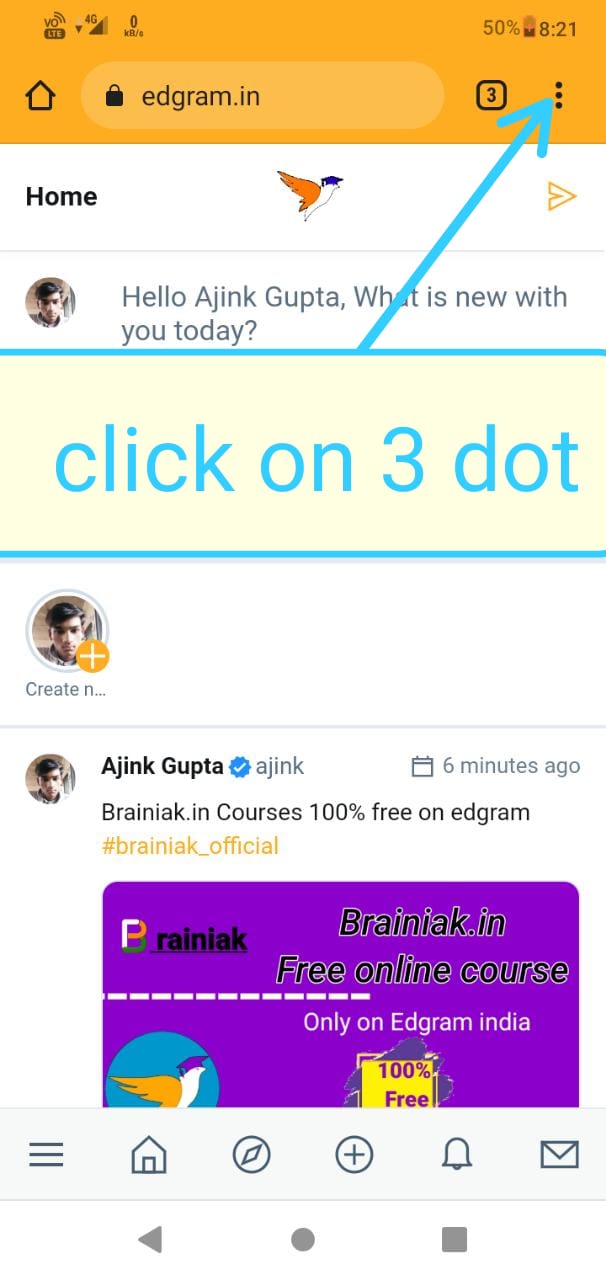 VO 4G 0 50% 8:21
LTE kB/s
edgram.in 3
Home
Hello Ajink Gupta, What is new with
you today?
click on 3 dot
Create n...
Ajink Gupta ajink 6 minutes ago
Brainiak.in Courses 100% free on edgram
#brainiak_official
Brainiak.in
B rainiak
Free online course
Only on Edgram india
100%
Free